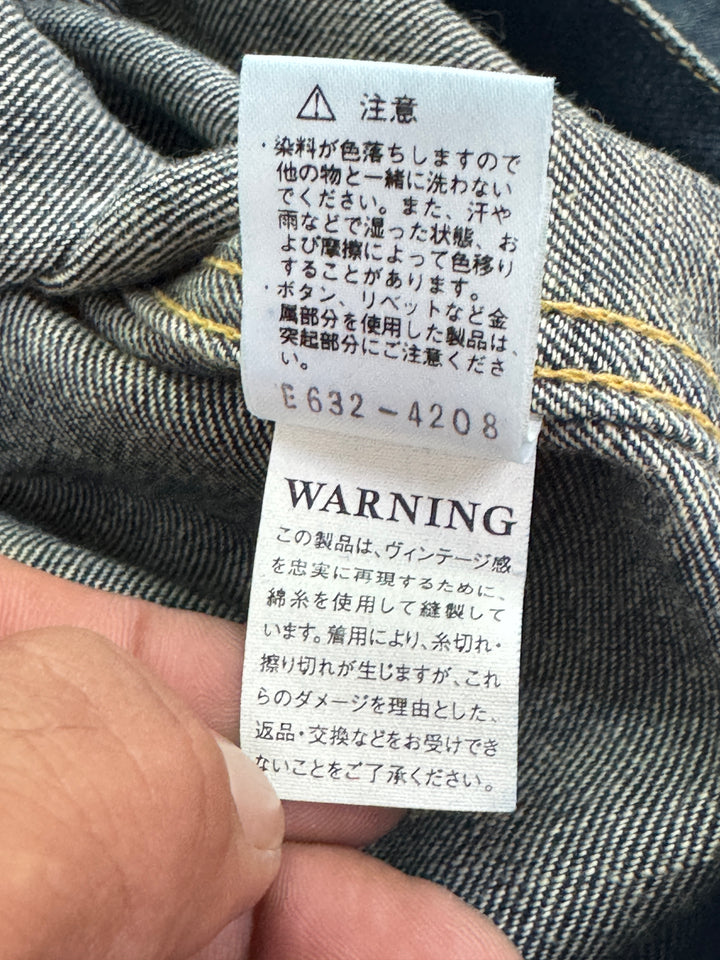 ⚠ 注意
・染料が色落ちしますので
他の物と一緒に洗わない
でください。また、汗や
雨などで湿った状態、お
よび摩擦によって色移り
することがあります。
・ボタン、リベットなど金
属部分を使用した製品は、
突起部分にご注意くださ
い。
E632-4208
WARNING
この製品は、ヴィンテージ感
を忠実に再現するために、
綿糸を使用して縫製して
います。着用により、糸切れ・
擦り切れが生じますが、これ
らのダメージを理由とした、
返品・交換などをお受けでき
ないことをご了承ください。